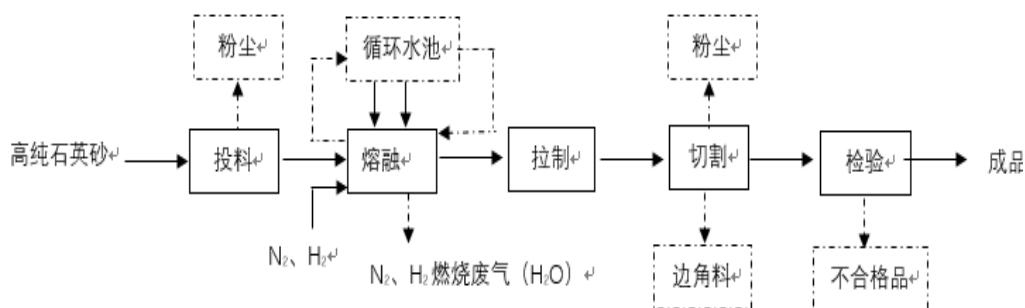 粉尘
循环水池
粉尘
高纯石英砂
投料
熔融
拉制
切割
检验
成品
N₂、H₂
N₂、H₂燃烧废气（H₂O）
边角料
不合格品